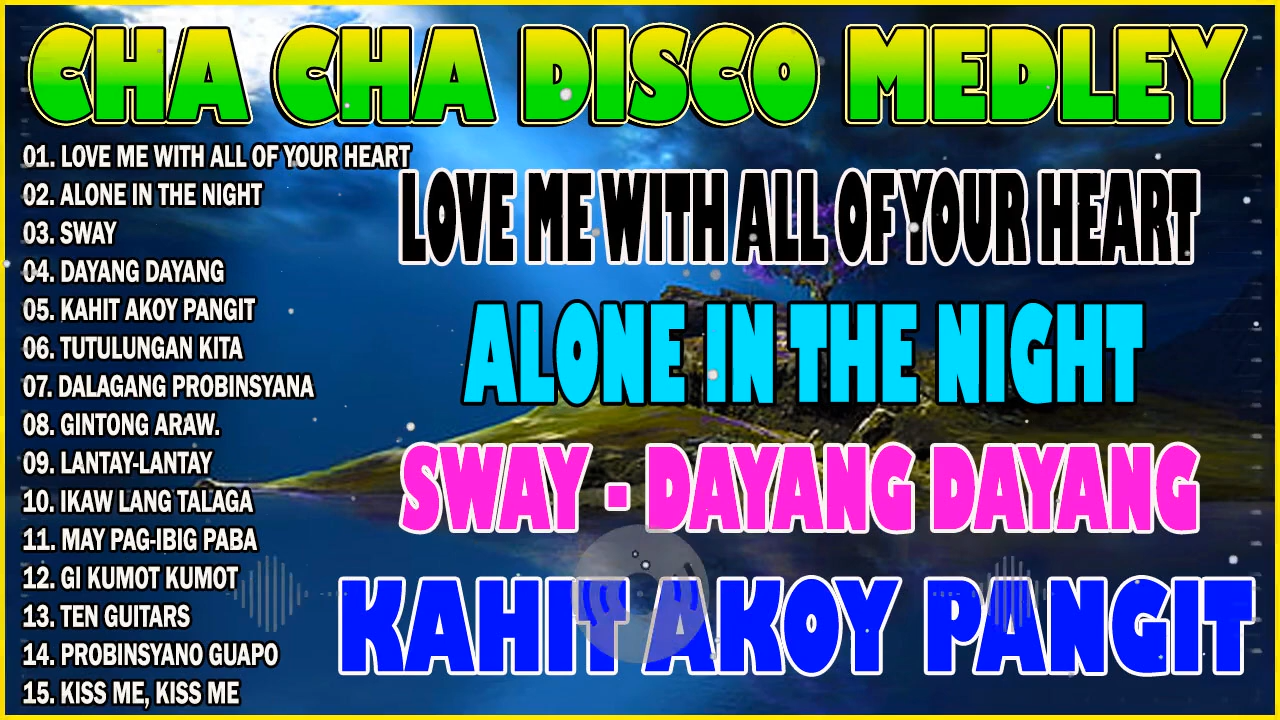 CHA CHA DISCO MEDLEY
01. LOVE ME WITH ALL OF YOUR HEART
02. ALONE IN THE NIGHT
03. SWAY
04. DAYANG DAYANG
05. KAHIT AKOY PANGIT
06. TUTULUNGAN KITA
07. DALAGANG PROBINSYANA
08. GINTONG ARAW.
09. LANTAY-LANTAY
10. IKAW LANG TALAGA
11. MAY PAG-IBIG PABA
12. GI KUMOT KUMOT
13. TEN GUITARS
14. PROBINSYANO GUAPO
15. KISS ME, KISS ME
LOVE ME WITH ALL OF YOUR HEART
ALONE IN THE NIGHT
SWAY - DAYANG DAYANG
KAHIT AKOY PANGIT